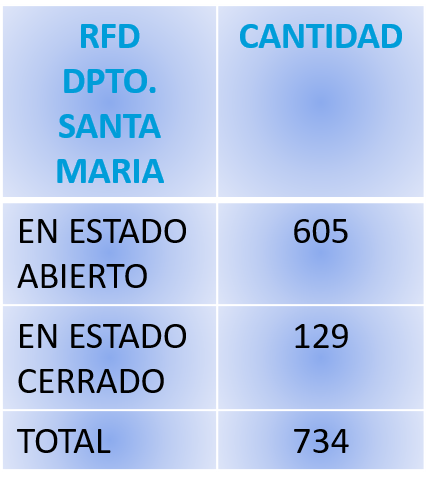 RFD
DPTO.
SANTA
MARIA
CANTIDAD
EN ESTADO
ABIERTO
605
EN ESTADO
CERRADO
129
TOTAL
734